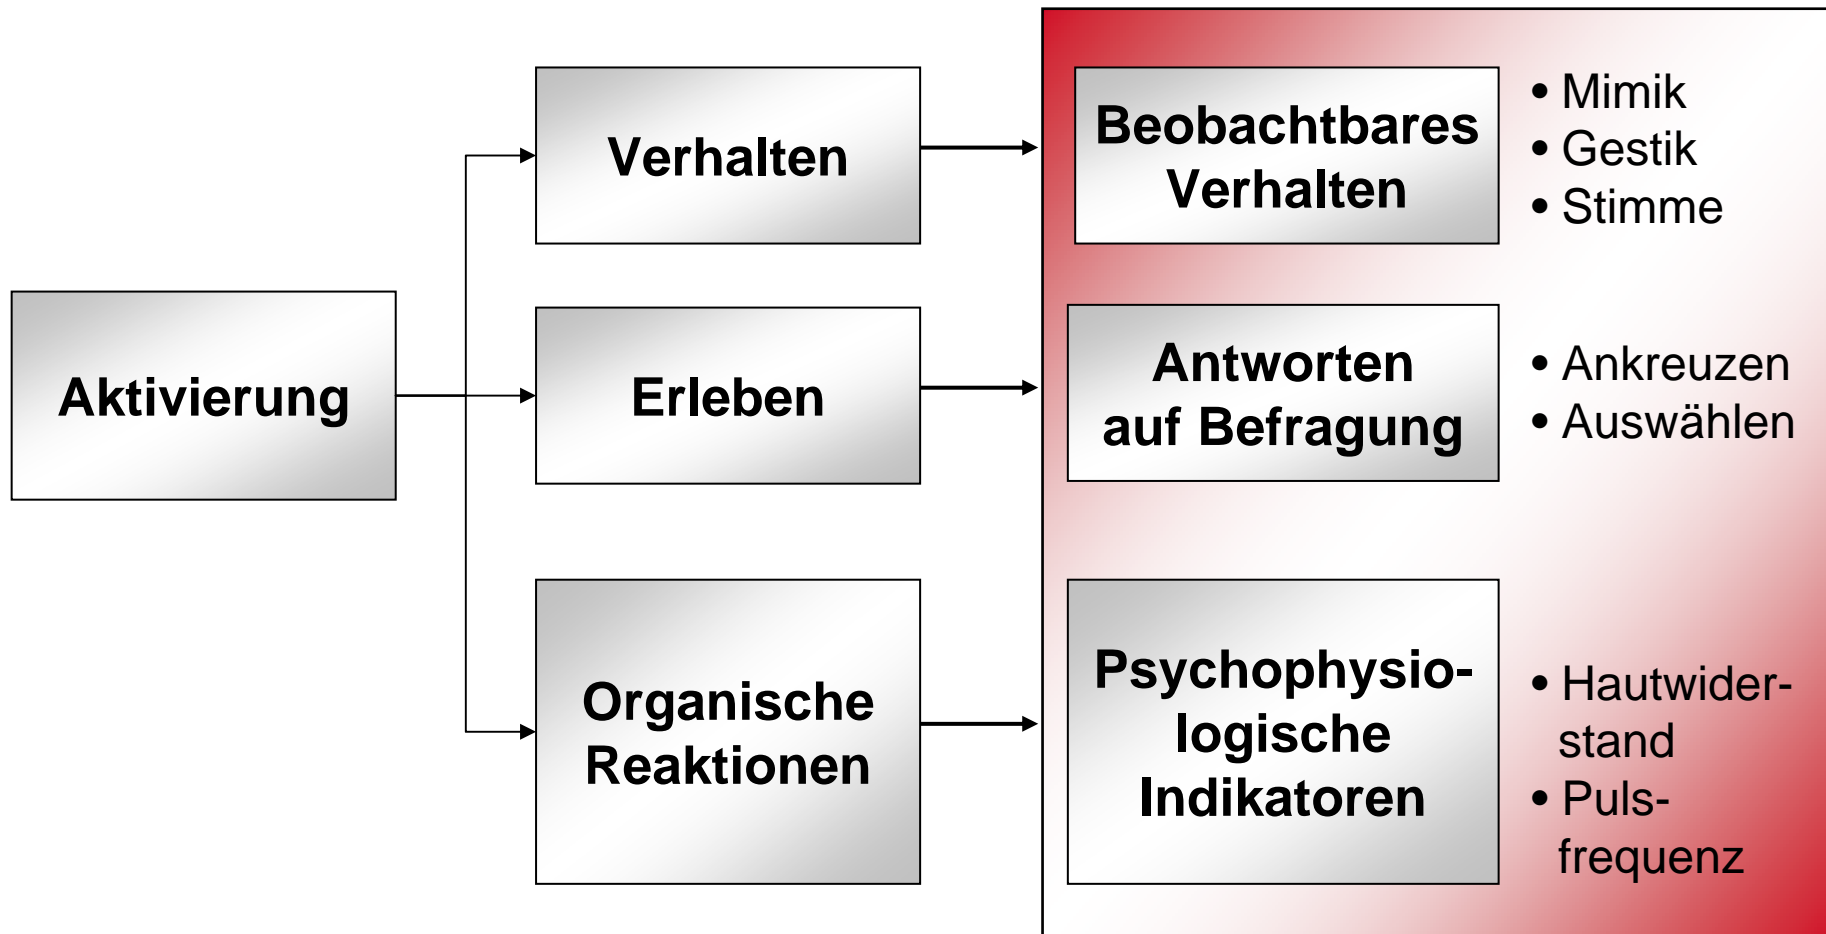 Aktivierung
Verhalten
Erleben
Organische
Reaktionen
Beobachtbares
Verhalten
• Mimik
• Gestik
• Stimme
Antworten
auf Befragung
• Ankreuzen
• Auswählen
Psychophysio-
logische
Indikatoren
• Hautwider-
stand
• Puls-
frequenz